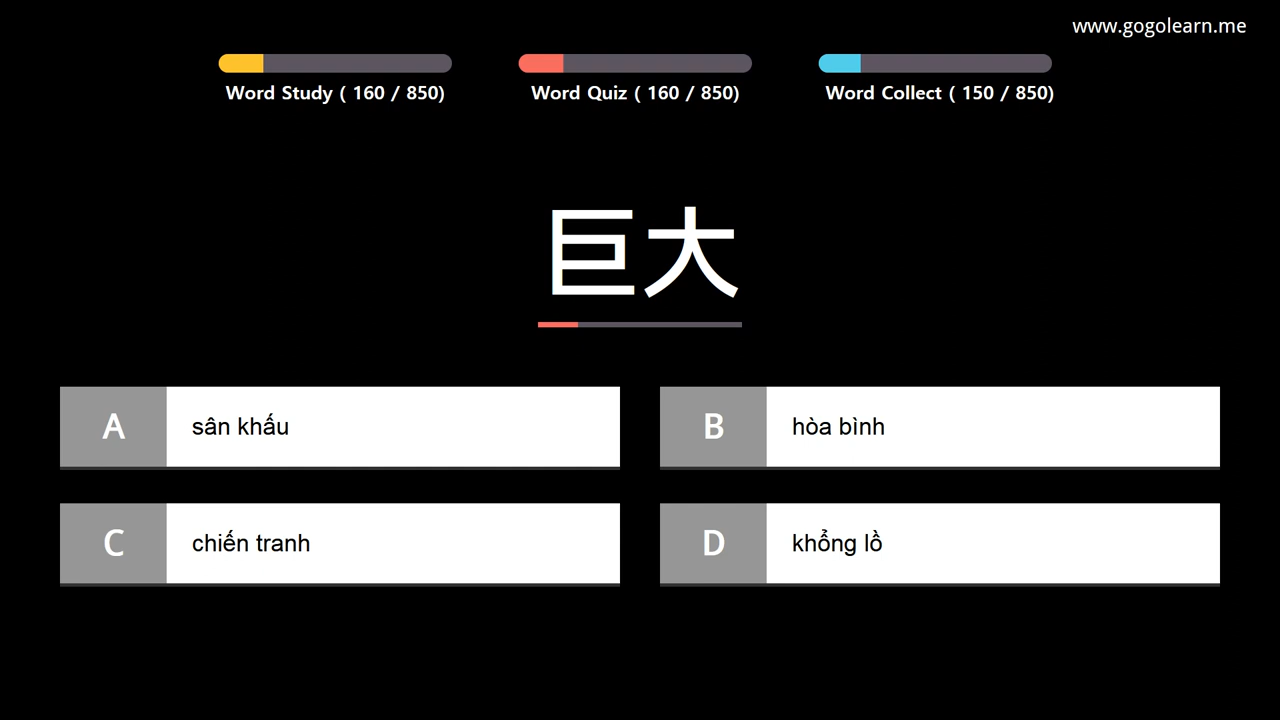 www.gogolearn.me
Word Study ( 160 / 850)
Word Quiz ( 160 / 850)
Word Collect ( 150 / 850)
巨大
A sân khấu
B hòa bình
C chiến tranh
D khổng lồ